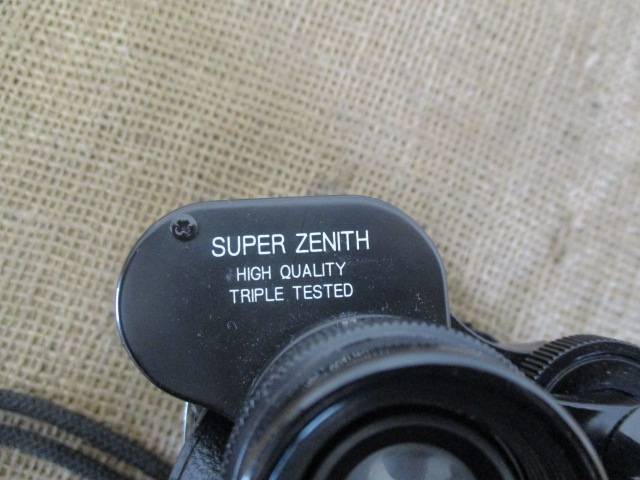 SUPER ZENITH
HIGH QUALITY
TRIPLE TESTED